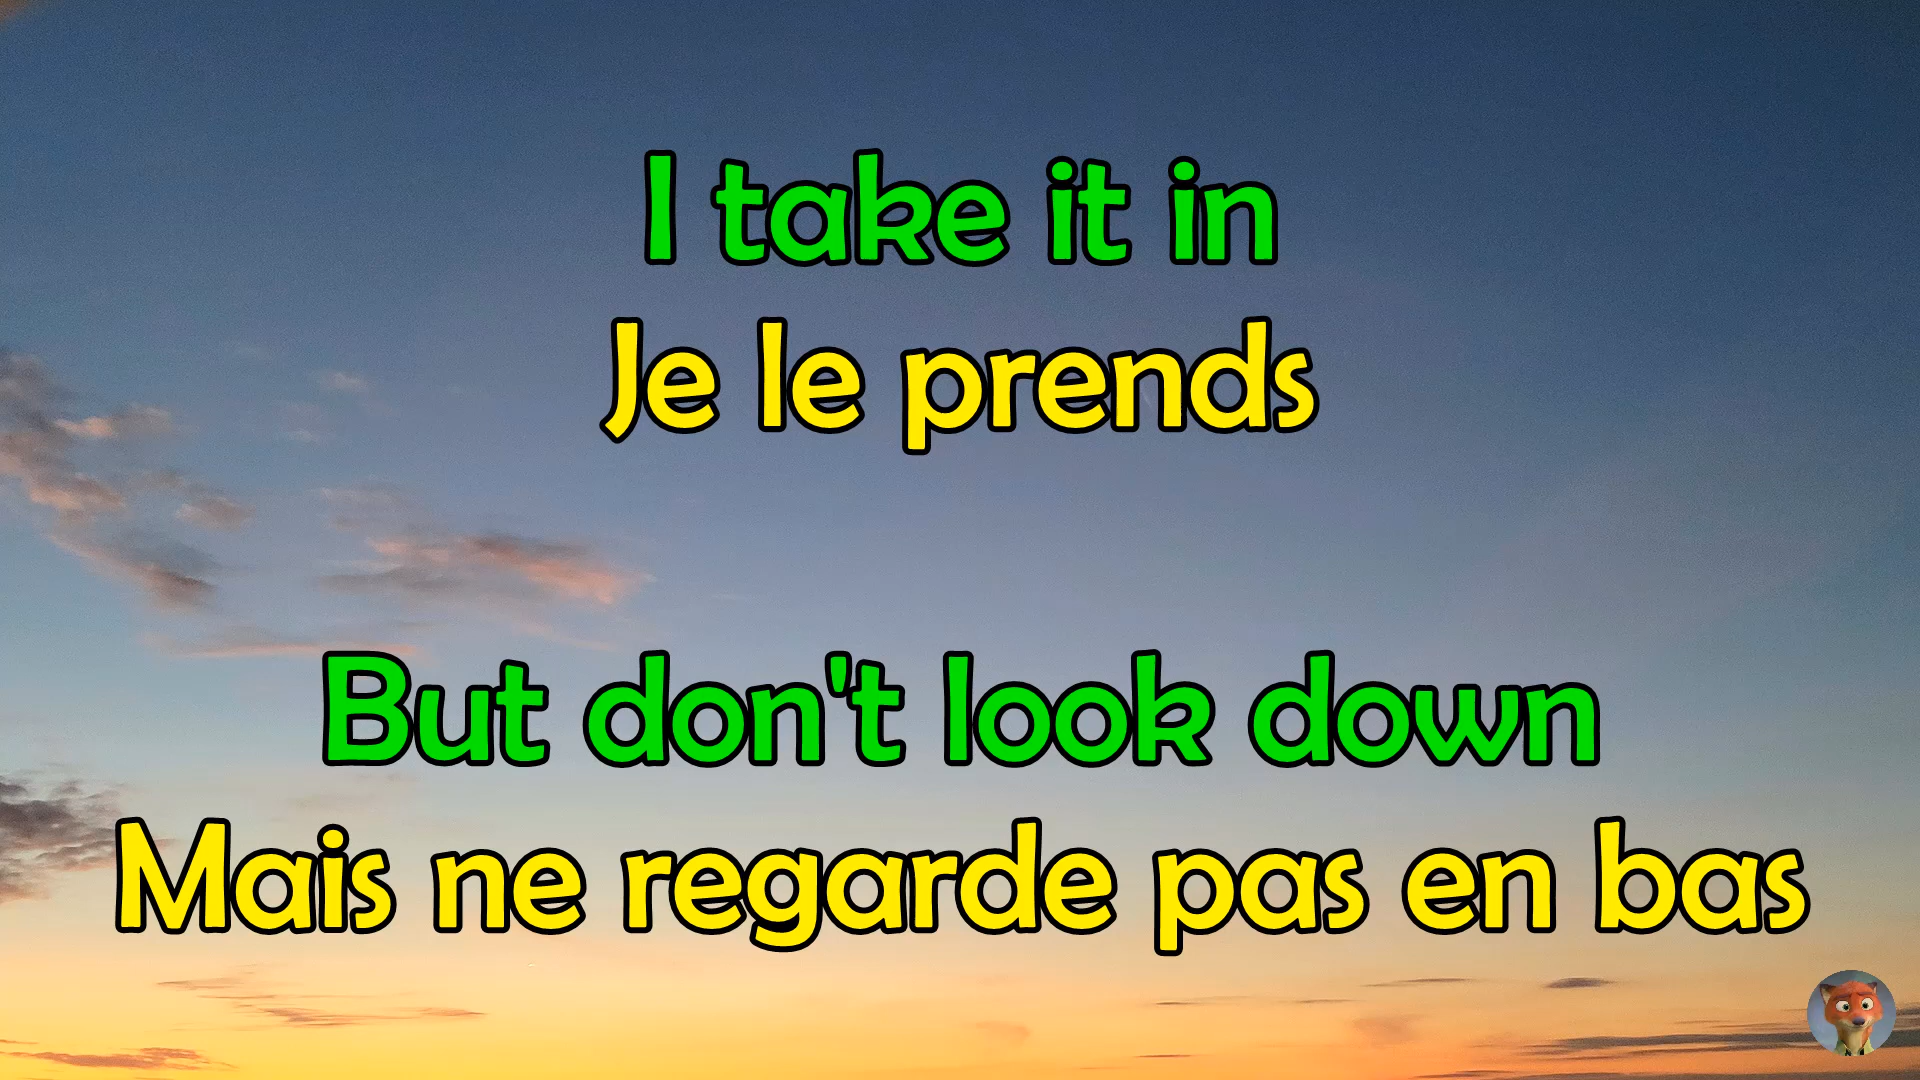 I take it in
Je le prends
But don't look down
Mais ne regarde pas en bas